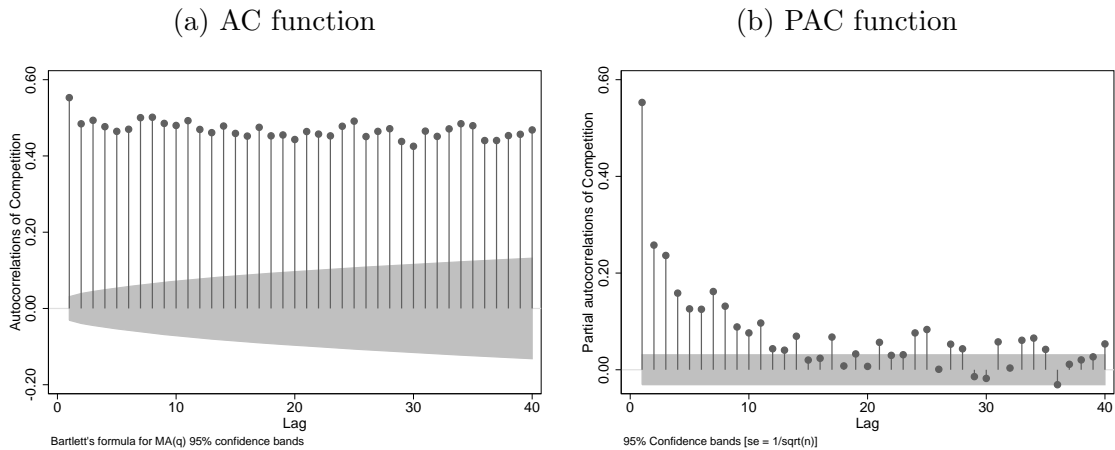 (a) AC function
(b) PAC function
Autocorrelations of Competition
0.60
0.40
0.20
0.00
-0.20
0
10
20
30
40
Lag
Bartlett's formula for MA(q) 95% confidence bands
Partial autocorrelations of Competition
0.60
0.40
0.20
0.00
0
10
20
30
40
Lag
95% Confidence bands [se = 1/sqrt(n)]